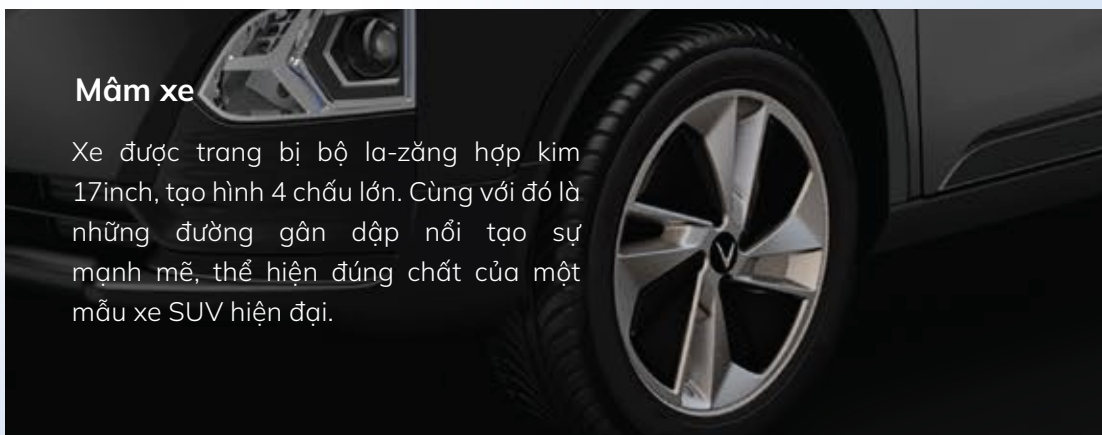 Mâm xe
Xe được trang bị bộ la-zăng hợp kim
17inch, tạo hình 4 chấu lớn. Cùng với đó là
những đường gân dập nổi tạo sự
mạnh mẽ, thể hiện đúng chất của một
mẫu xe SUV hiện đại.